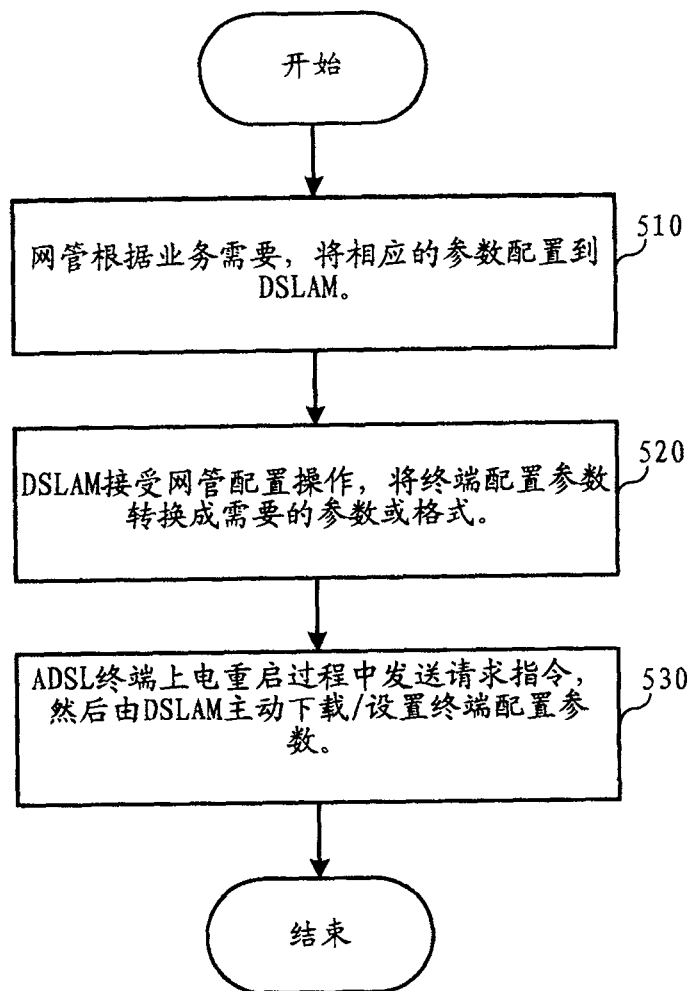 开始
网管根据业务需要，将相应的参数配置到
DSLAM。
510
DSLAM接受网管配置操作，将终端配置参数
转换成需要的参数或格式。
520
ADSL终端上电重启过程中发送请求指令，
然后由DSLAM主动下载/设置终端配置参
数。
530
结束